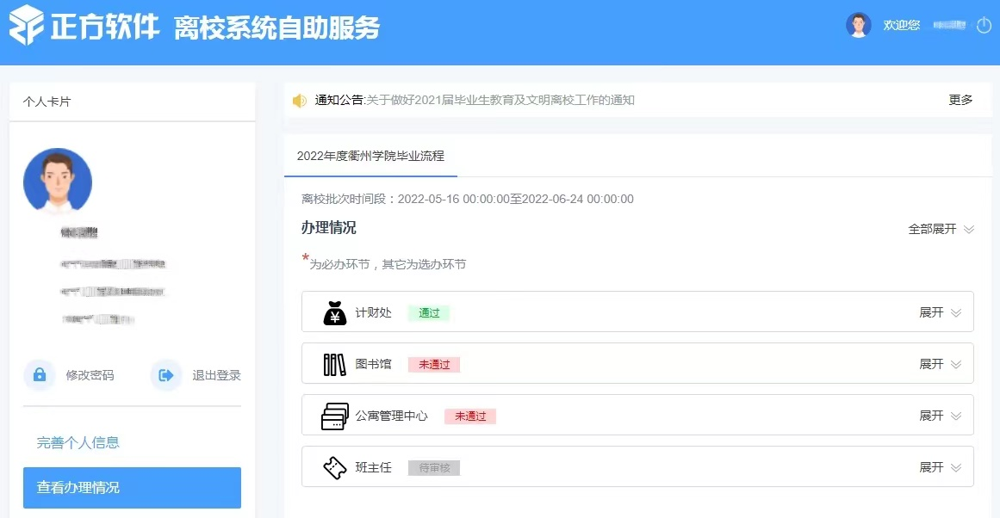 正方软件 离校系统自助服务
欢迎您
个人卡片
修改密码
退出登录
完善个人信息
查看办理情况
通知公告:关于做好2021届毕业生教育及文明离校工作的通知
更多
2022年度衢州学院毕业流程
离校批次时间段：2022-05-16 00:00:00至2022-06-24 00:00:00
办理情况
全部展开
*为必办环节，其它为选办环节
计财处 通过 展开
图书馆 未通过 展开
公寓管理中心 未通过 展开
班主任 待审核 展开